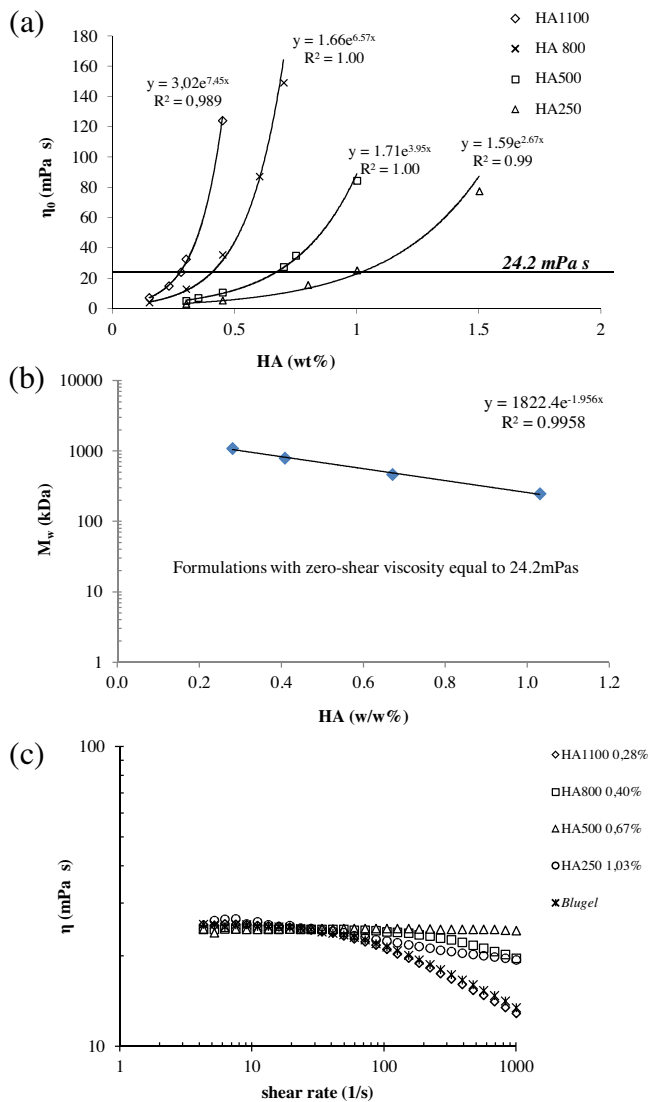 (a)
180
160
140
120
100
80
60
40
20
0
η0 (mPa s)
y = 3,02e7,45x
R² = 0,989
y = 1.66e6.57x
R² = 1.00
y = 1.71e3.95x
R² = 1.00
y = 1.59e2.67x
R² = 0.99
24.2 mPa s
HA1100
HA 800
HA500
HA250
0 0.5 1 1.5 2
HA (wt%)
(b)
10000
1000
100
10
1
Mw (kDa)
y = 1822.4e-1.956x
R² = 0.9958
Formulations with zero-shear viscosity equal to 24.2mPas
0.0 0.2 0.4 0.6 0.8 1.0 1.2
HA (w/w%)
(c)
100
10
η (mPa s)
HA1100 0,28%
HA800 0,40%
HA500 0,67%
HA250 1,03%
Blugel
1 10 100 1000
shear rate (1/s)